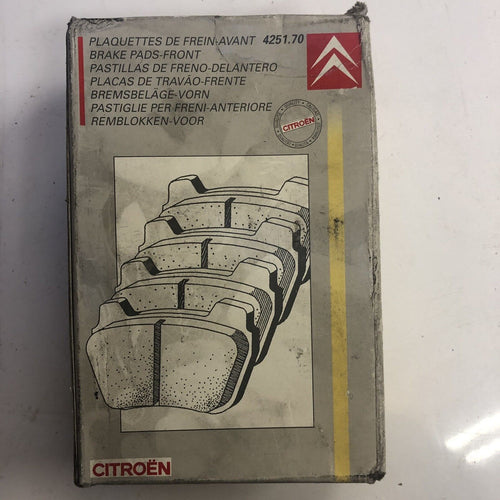 PLAQUETTES DE FREIN-AVANT 4251.70
BRAKE PADS-FRONT
PASTILLAS DE FRENO-DELANTERO
PLACAS DE TRAVÃO-FRENTE
BREMSBELÄGE-VORN
PASTIGLIE PER FRENI-ANTERIORE
REMBLOKKEN-VOOR
CITROËN
CITROËN